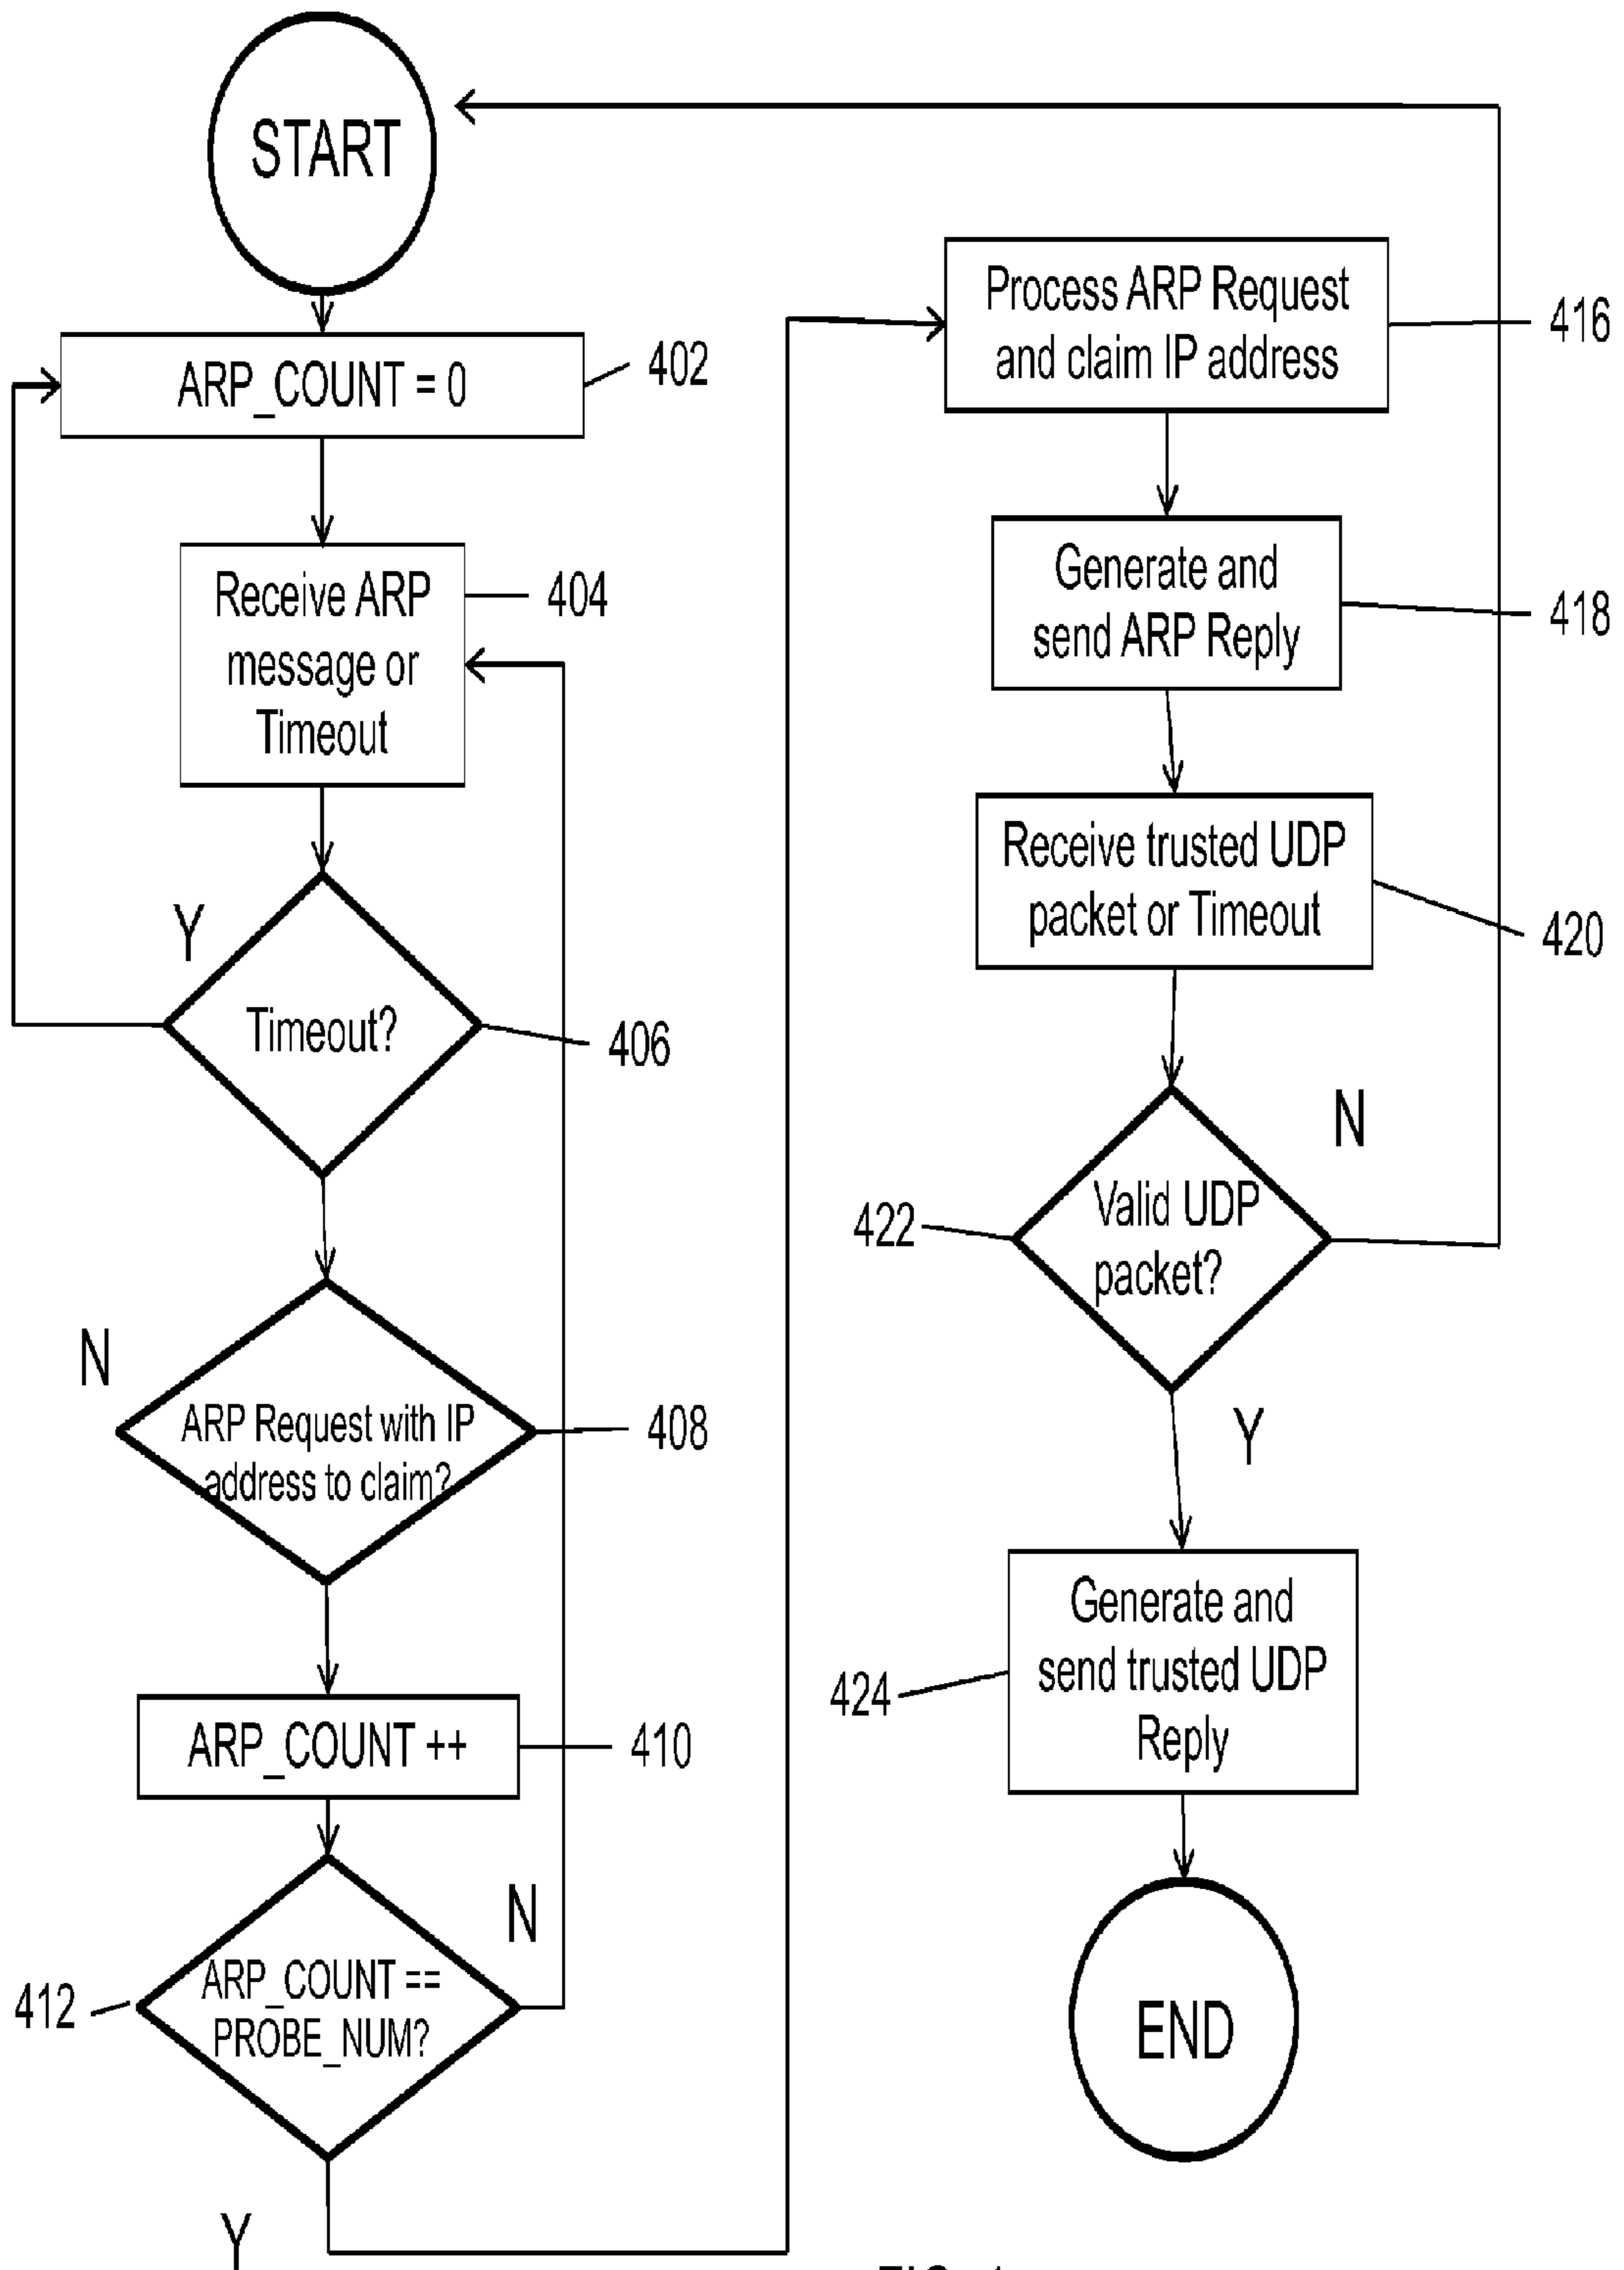 START
ARP_COUNT = 0
402
Receive ARP
message or
Timeout
404
Y
Timeout?
406
N
ARP Request with IP
address to claim?
408
ARP_COUNT ++
410
N
ARP_COUNT ==
PROBE_NUM?
412
Y
Process ARP Request
and claim IP address
416
Generate and
send ARP Reply
418
Receive trusted UDP
packet or Timeout
420
N
Valid UDP
packet?
422
Y
Generate and
send trusted UDP
Reply
424
END